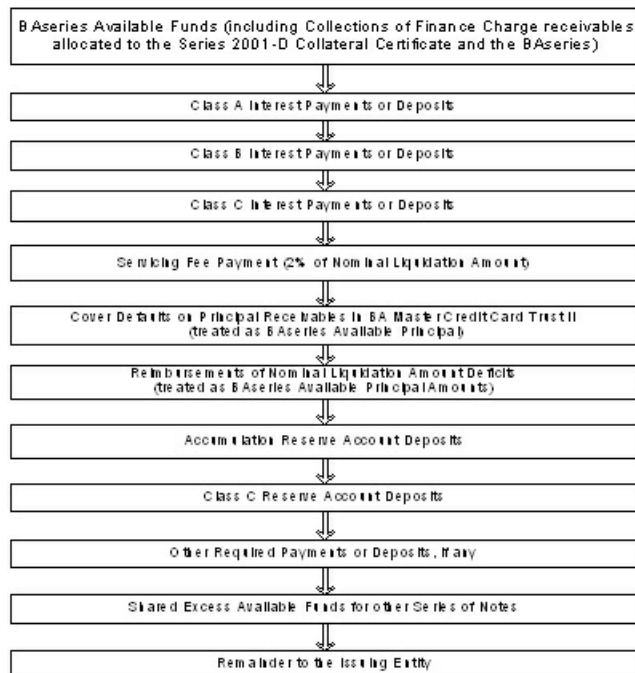 BAseries Available Funds (including Collections of Finance Charge receivables
allocated to the Series 2001-D Collateral Certificate and the BAseries)
Class A Interest Payments or Deposits
Class B Interest Payments or Deposits
Class C Interest Payments or Deposits
Servicing Fee Payment (2% of Nominal Liquidation Amount)
Cover Defaults on Principal Receivables in BA Master Credit Card Trust II
(treated as BAseries Available Principal)
Reimbursements of Nominal Liquidation Amount Deficits
(treated as BAseries Available Principal Amounts)
Accumulation Reserve Account Deposits
Class C Reserve Account Deposits
Other Required Payments or Deposits, if any
Shared Excess Available Funds for other Series of Notes
Remainder to the Issuing Entity